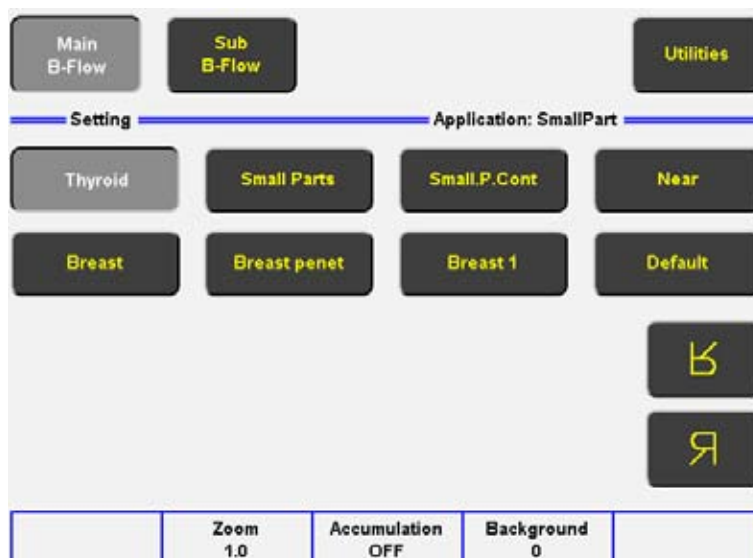 Main
B-Flow
Sub
B-Flow
Utilities
Setting
Application: SmallPart
Thyroid
Small Parts
Small.P.Cont
Near
Breast
Breast penet
Breast 1
Default
R
R
Zoom
1.0
Accumulation
OFF
Background
0